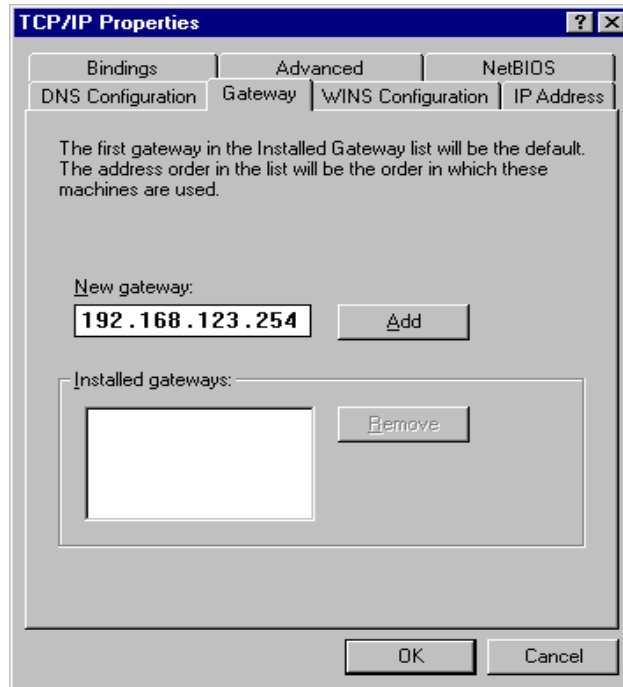 TCP/IP Properties
Bindings
Advanced
NetBIOS
DNS Configuration
Gateway
WINS Configuration
IP Address
The first gateway in the Installed Gateway list will be the default.
The address order in the list will be the order in which these
machines are used.
New gateway:
192.168.123.254
Add
Installed gateways:
Remove
OK
Cancel